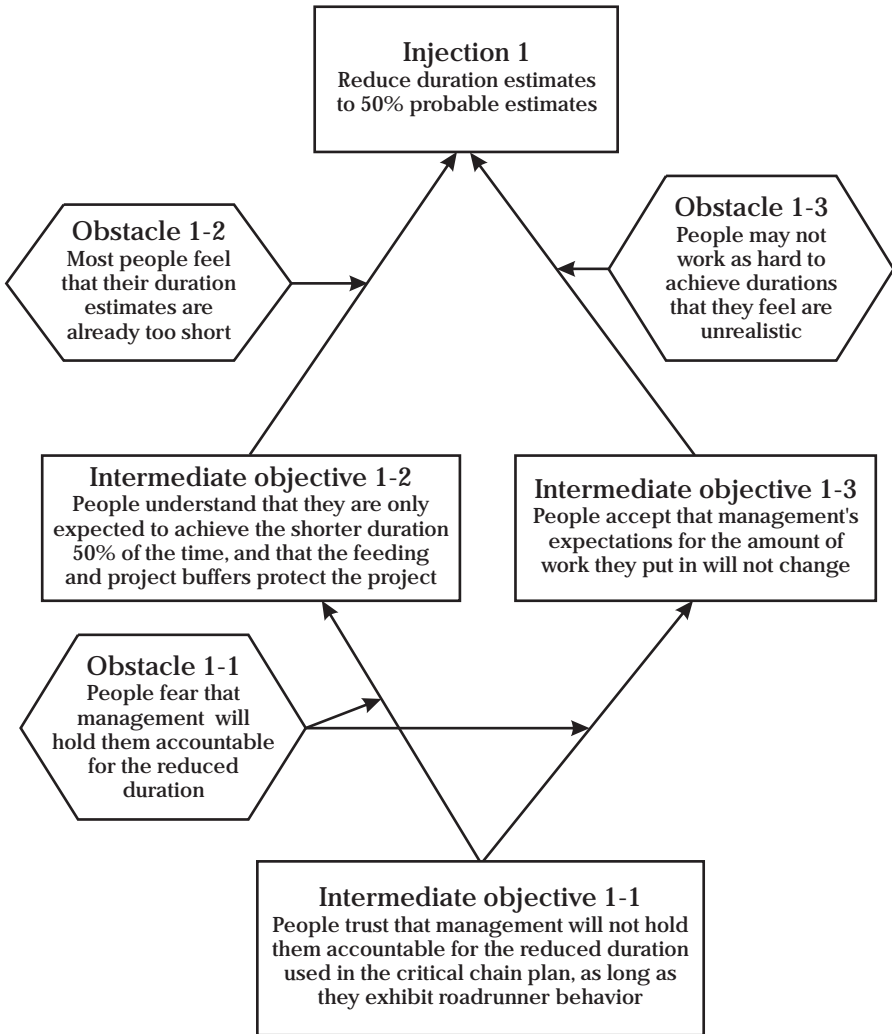 Injection 1
Reduce duration estimates
to 50% probable estimates
Obstacle 1-2
Most people feel
that their duration
estimates are
already too short
Obstacle 1-3
People may not
work as hard to
achieve durations
that they feel are
unrealistic
Intermediate objective 1-2
People understand that they are only
expected to achieve the shorter duration
50% of the time, and that the feeding
and project buffers protect the project
Intermediate objective 1-3
People accept that management's
expectations for the amount of
work they put in will not change
Obstacle 1-1
People fear that
management will
hold them accountable
for the reduced
duration
Intermediate objective 1-1
People trust that management will not hold
them accountable for the reduced duration
used in the critical chain plan, as long as
they exhibit roadrunner behavior